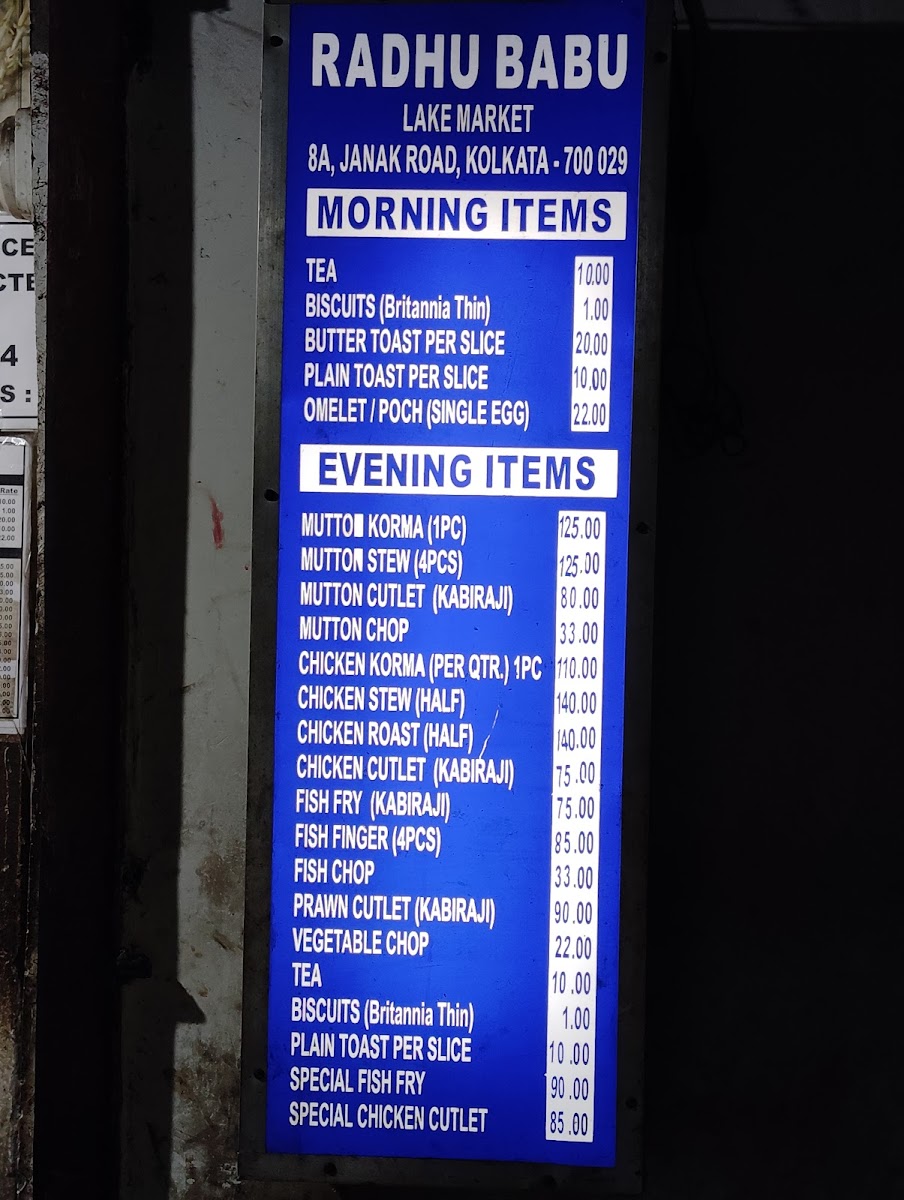 RADHU BABU
LAKE MARKET
8A, JANAK ROAD, KOLKATA - 700 029
MORNING ITEMS
TEA 10.00
BISCUITS (Britannia Thin) 1.00
BUTTER TOAST PER SLICE 20.00
PLAIN TOAST PER SLICE 10.00
OMELET / POCH (SINGLE EGG) 22.00
EVENING ITEMS
MUTTON KORMA (1PC) 125.00
MUTTON STEW (4PCS) 125.00
MUTTON CUTLET (KABIRAJI) 80.00
MUTTON CHOP 33.00
CHICKEN KORMA (PER QTR.) 1PC 110.00
CHICKEN STEW (HALF) 140.00
CHICKEN ROAST (HALF) 140.00
CHICKEN CUTLET (KABIRAJI) 75.00
FISH FRY (KABIRAJI) 75.00
FISH FINGER (4PCS) 85.00
FISH CHOP 33.00
PRAWN CUTLET (KABIRAJI) 90.00
VEGETABLE CHOP 22.00
TEA 10.00
BISCUITS (Britannia Thin) 1.00
PLAIN TOAST PER SLICE 10.00
SPECIAL FISH FRY 90.00
SPECIAL CHICKEN CUTLET 85.00
4
S :
Rate